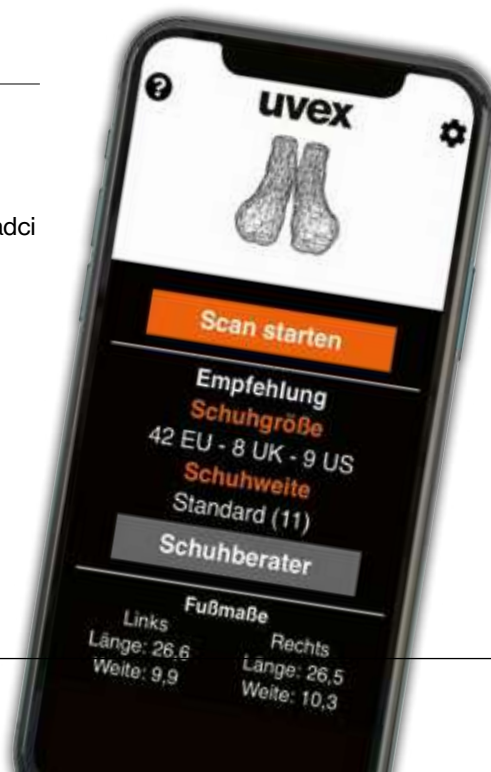 adci
?
uvex
Scan starten
Empfehlung
Schuhgröße
42 EU - 8 UK - 9 US
Schuhweite
Standard (11)
Schuhberater
Fußmaße
Links
Länge: 26,6
Weite: 9,9
Rechts
Länge: 26,5
Weite: 10,3